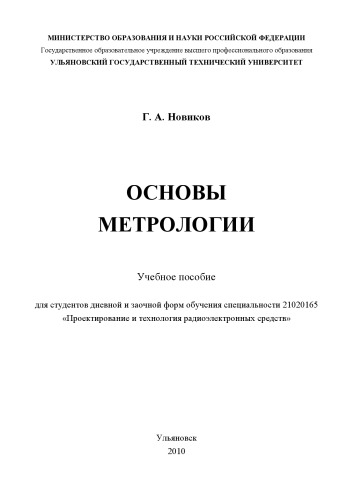 МИНИСТЕРСТВО ОБРАЗОВАНИЯ И НАУКИ РОССИЙСКОЙ ФЕДЕРАЦИИ
Государственное образовательное учреждение высшего профессионального образования
УЛЬЯНОВСКИЙ ГОСУДАРСТВЕННЫЙ ТЕХНИЧЕСКИЙ УНИВЕРСИТЕТ
Г. А. Новиков
ОСНОВЫ
МЕТРОЛОГИИ
Учебное пособие
для студентов дневной и заочной форм обучения специальности 21020165
«Проектирование и технология радиоэлектронных средств»
Ульяновск
2010